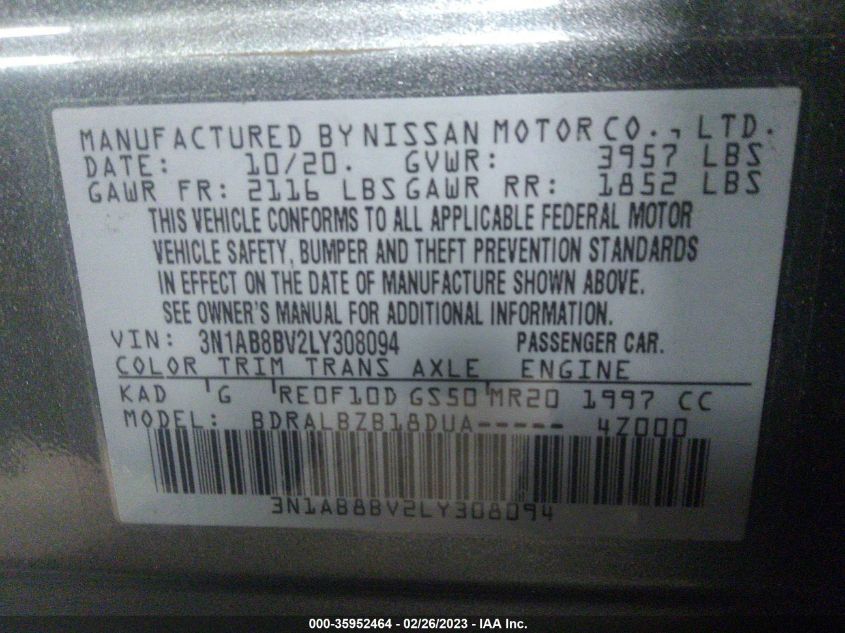 MANUFACTURED BY NISSAN MOTOR CO., LTD.
DATE: 10/20. GVWR: 3957 LBS
GAWR FR: 2116 LBS GAWR RR: 1852 LBS
THIS VEHICLE CONFORMS TO ALL APPLICABLE FEDERAL MOTOR
VEHICLE SAFETY, BUMPER AND THEFT PREVENTION STANDARDS
IN EFFECT ON THE DATE OF MANUFACTURE SHOWN ABOVE.
SEE OWNER'S MANUAL FOR ADDITIONAL INFORMATION.
VIN: 3N1AB8BV2LY308094 PASSENGER CAR.
COLOR TRIM TRANS AXLE ENGINE
KAD G RE0F10D GS50 MR20 1997 CC
MODEL: BDRALBZB18DUA----- 4Z000
3N1AB8BV2LY308094
000-35952464 - 02/26/2023 - IAA Inc.